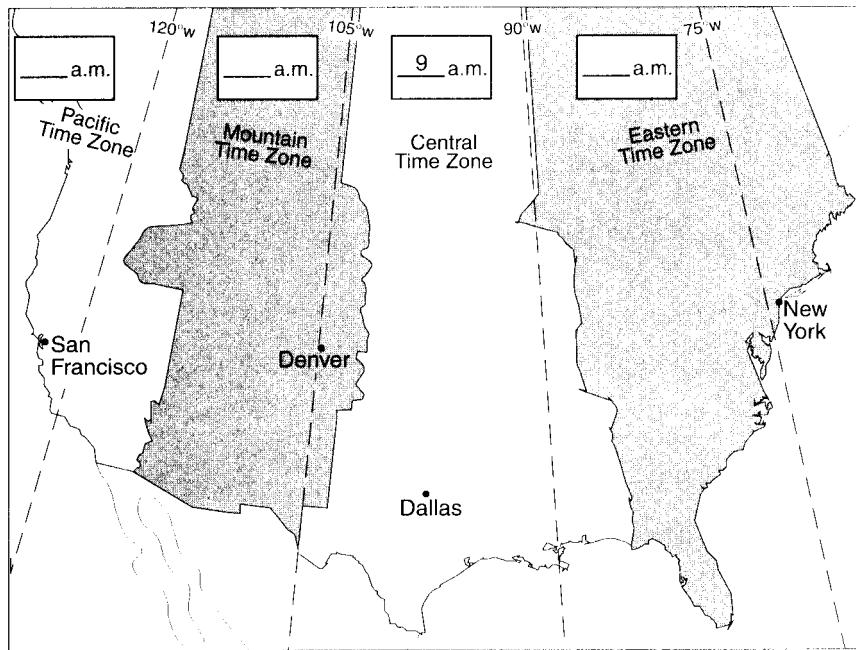 120°W
105°W
90°W
75°W
___ a.m.
___ a.m.
9 a.m.
___ a.m.
Pacific
Time Zone
Mountain
Time Zone
Central
Time Zone
Eastern
Time Zone
San
Francisco
Denver
Dallas
New
York